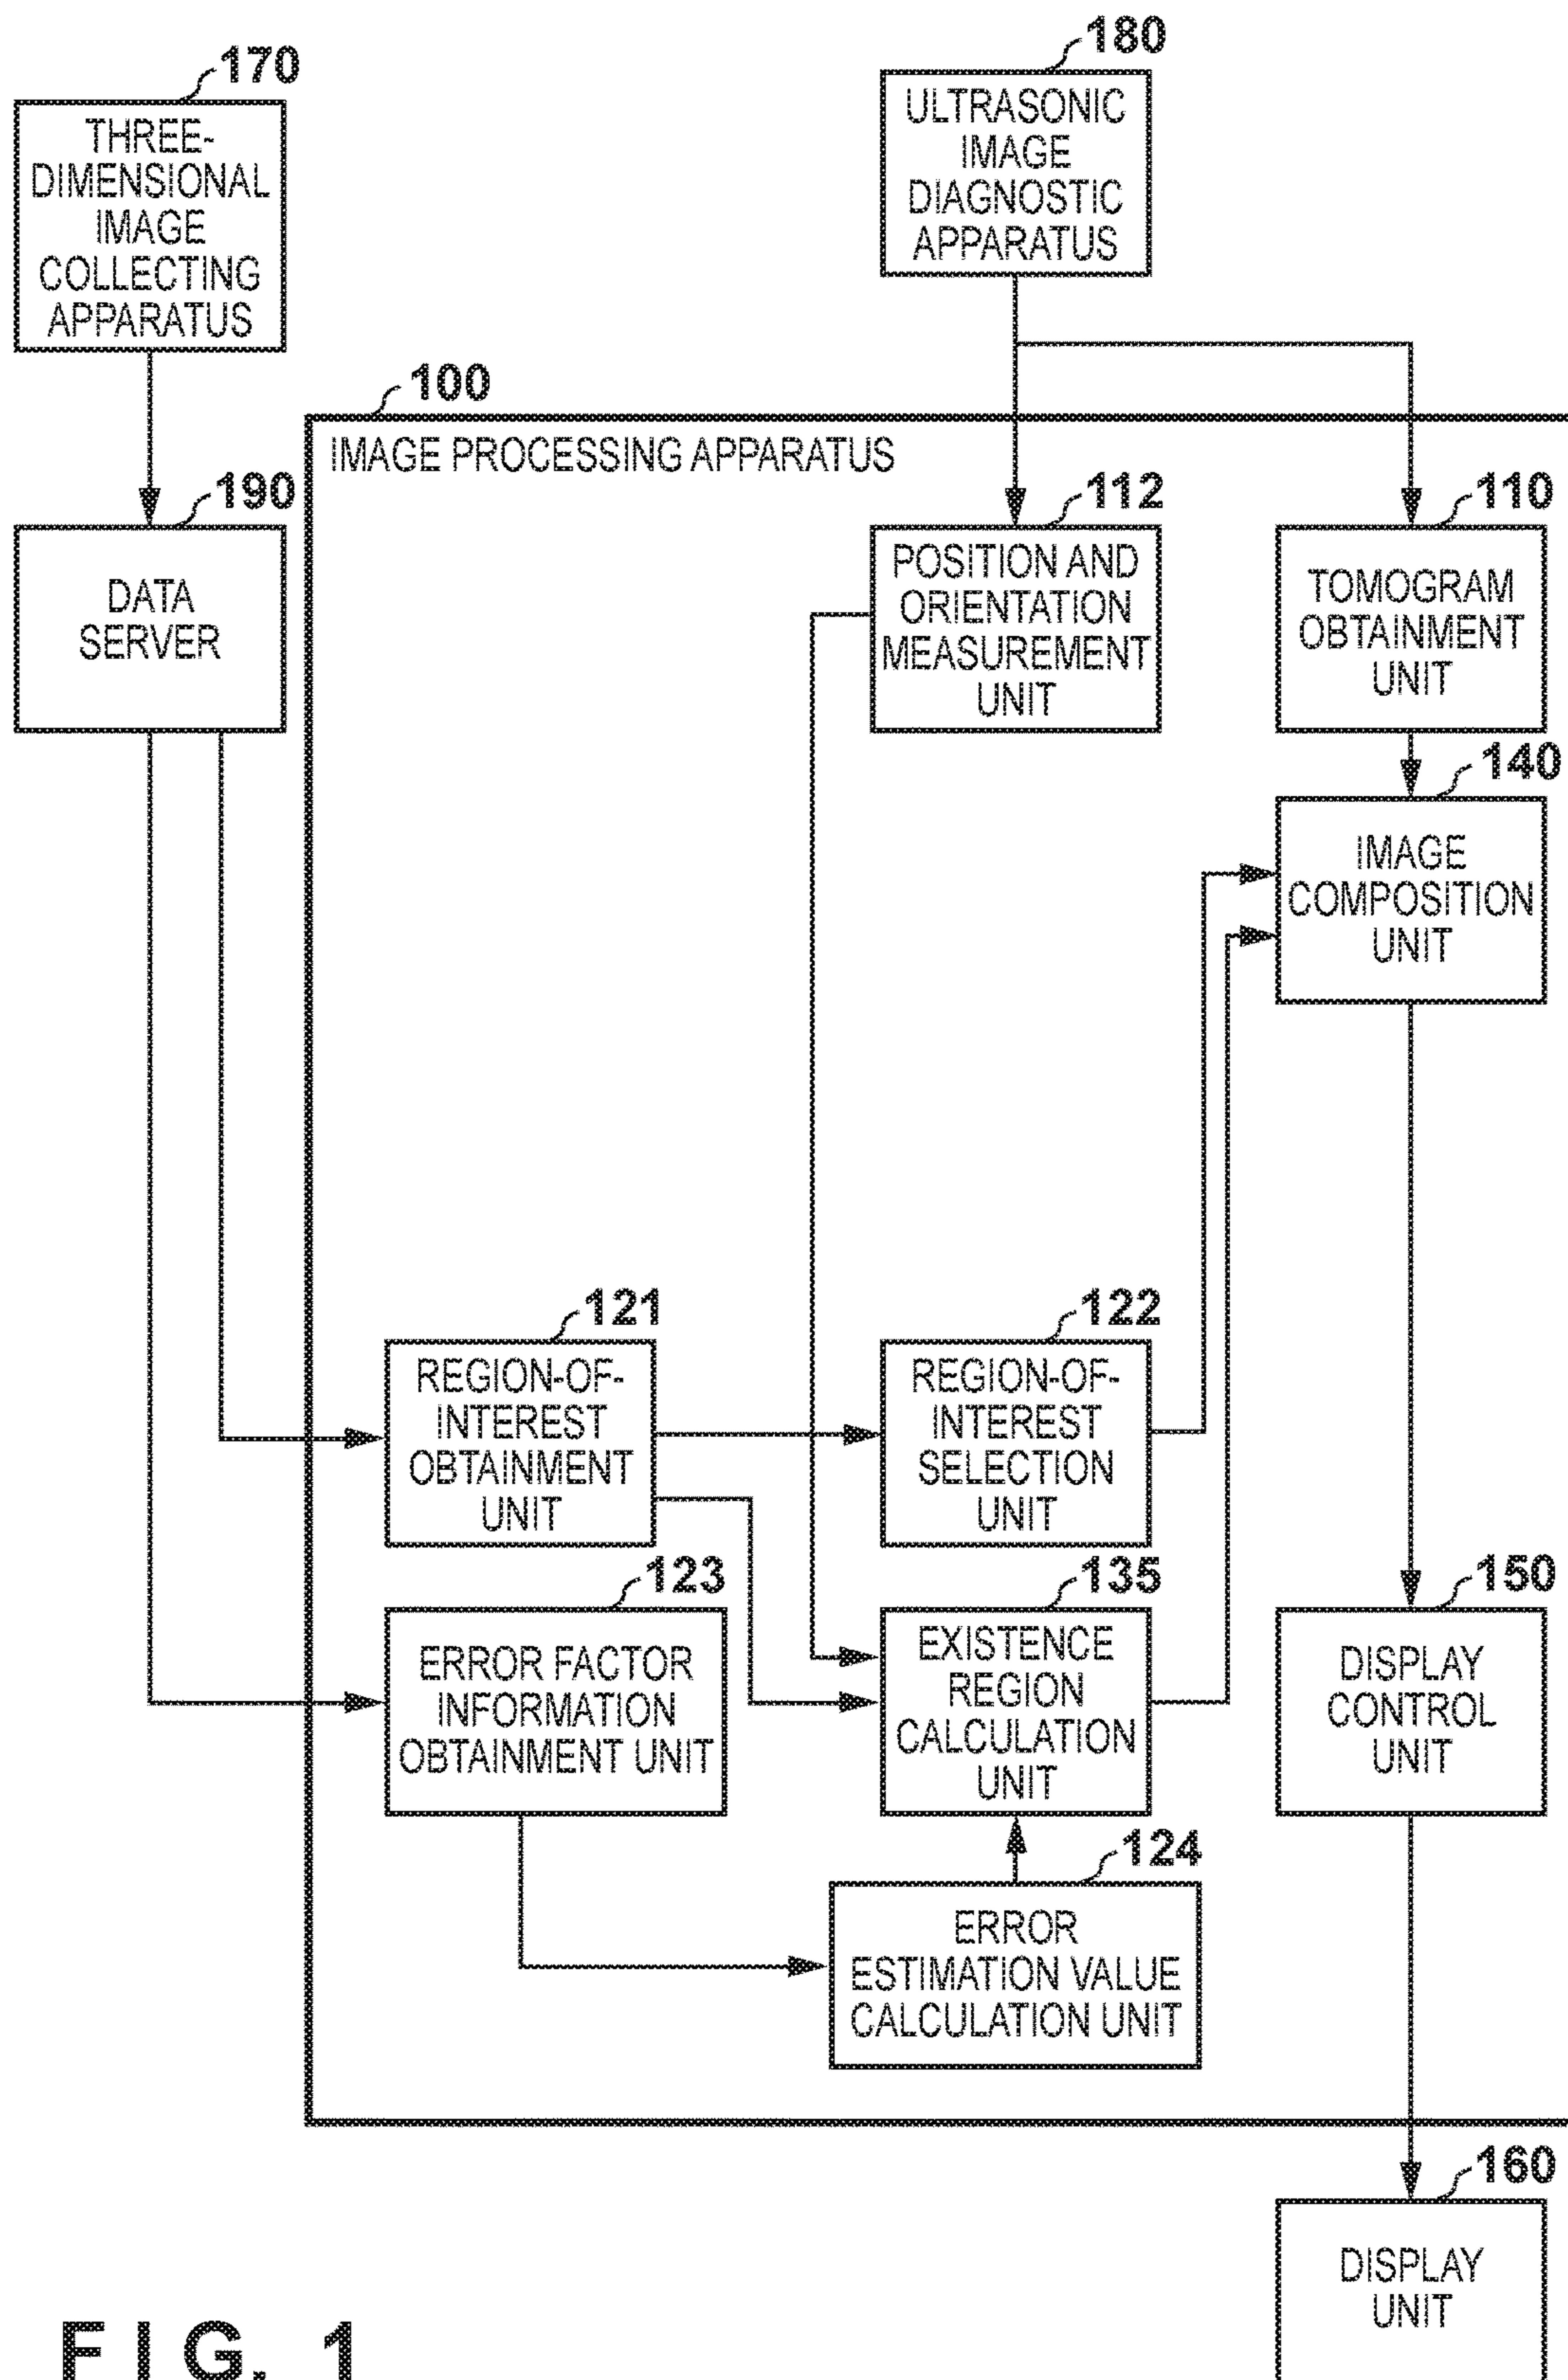 180
170
ULTRASONIC
IMAGE
DIAGNOSTIC
APPARATUS
THREE-
DIMENSIONAL
IMAGE
COLLECTING
APPARATUS
100
IMAGE PROCESSING APPARATUS
190
112
110
DATA
SERVER
POSITION AND
ORIENTATION
MEASUREMENT
UNIT
TOMOGRAM
OBTAINMENT
UNIT
140
IMAGE
COMPOSITION
UNIT
121
122
REGION-OF-
INTEREST
OBTAINMENT
UNIT
REGION-OF-
INTEREST
SELECTION
UNIT
123
135
150
ERROR FACTOR
INFORMATION
OBTAINMENT UNIT
EXISTENCE
REGION
CALCULATION
UNIT
DISPLAY
CONTROL
UNIT
124
ERROR
ESTIMATION VALUE
CALCULATION UNIT
160
DISPLAY
UNIT
FIG. 1